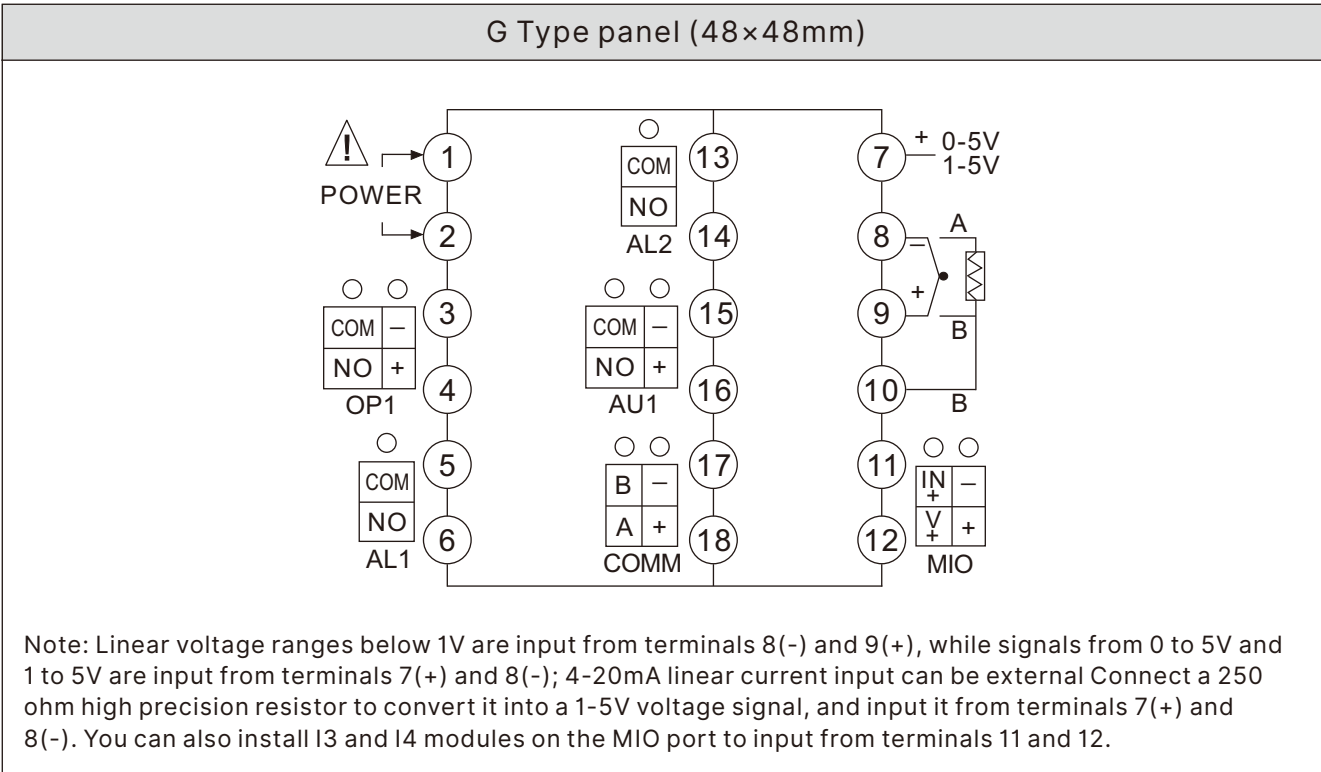 G Type panel (48×48mm)
!
POWER
1
2
COM –
NO +
OP1
3
4
COM
NO
AL1
5
6
COM
NO
AL2
13
14
COM –
NO +
AU1
15
16
B –
A +
COMM
17
18
7
+ 0-5V
1-5V
8
–
A
9
+
B
10
B
11
12
IN+ –
V+ +
MIO
Note: Linear voltage ranges below 1V are input from terminals 8(-) and 9(+), while signals from 0 to 5V and
1 to 5V are input from terminals 7(+) and 8(-); 4-20mA linear current input can be external Connect a 250
ohm high precision resistor to convert it into a 1-5V voltage signal, and input it from terminals 7(+) and
8(-). You can also install I3 and I4 modules on the MIO port to input from terminals 11 and 12.